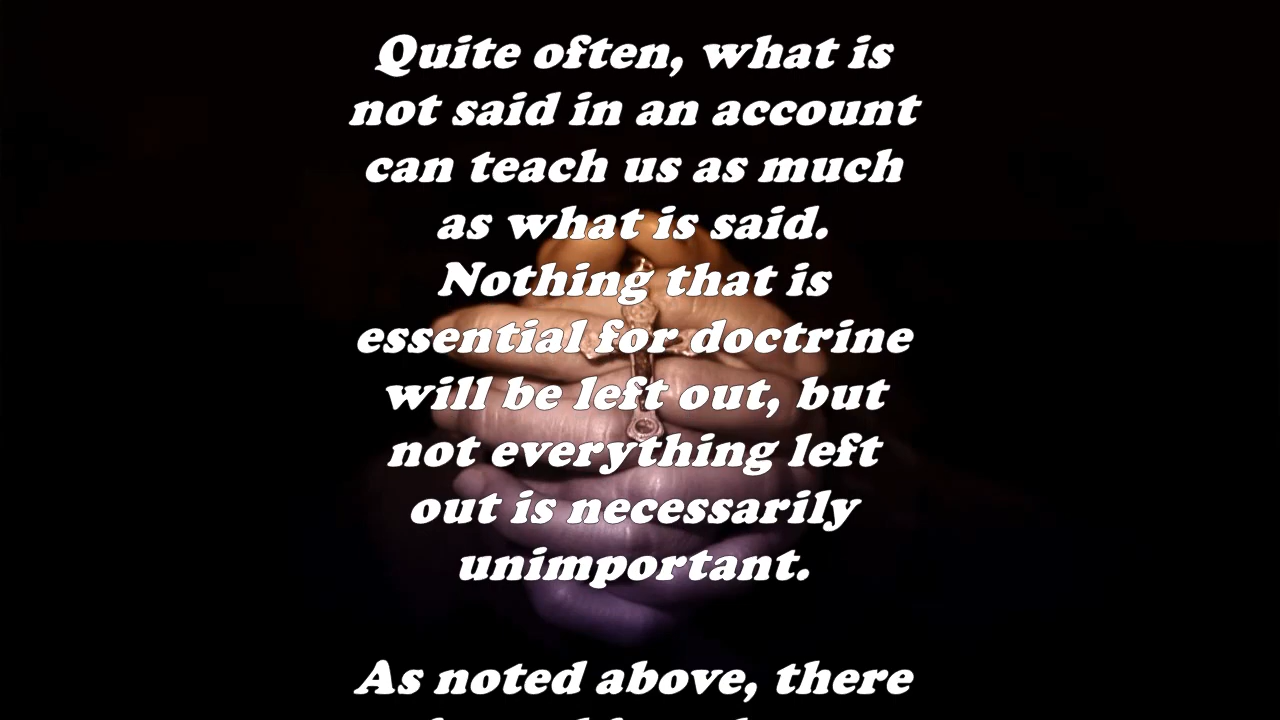 Quite often, what is
not said in an account
can teach us as much
as what is said.
Nothing that is
essential for doctrine
will be left out, but
not everything left
out is necessarily
unimportant.
As noted above, there